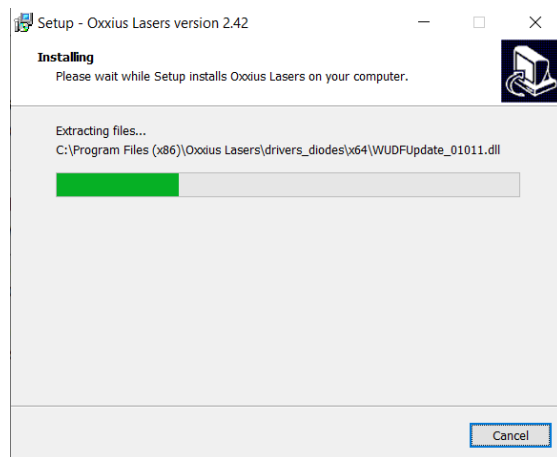 Setup - Oxxius Lasers version 2.42
Installing
Please wait while Setup installs Oxxius Lasers on your computer.
Extracting files...
C:\Program Files (x86)\Oxxius Lasers\drivers_diodes\x64\WUDFUpdate_01011.dll
Cancel